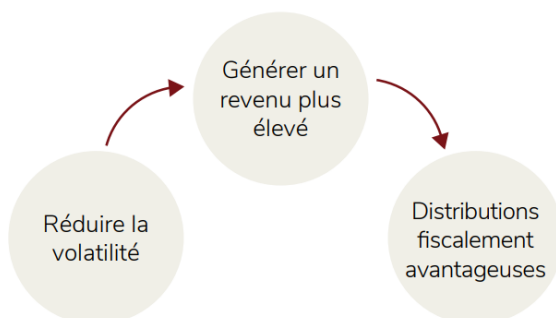 Générer un
revenu plus
élevé
Réduire la
volatilité
Distributions
fiscalement
avantageuses